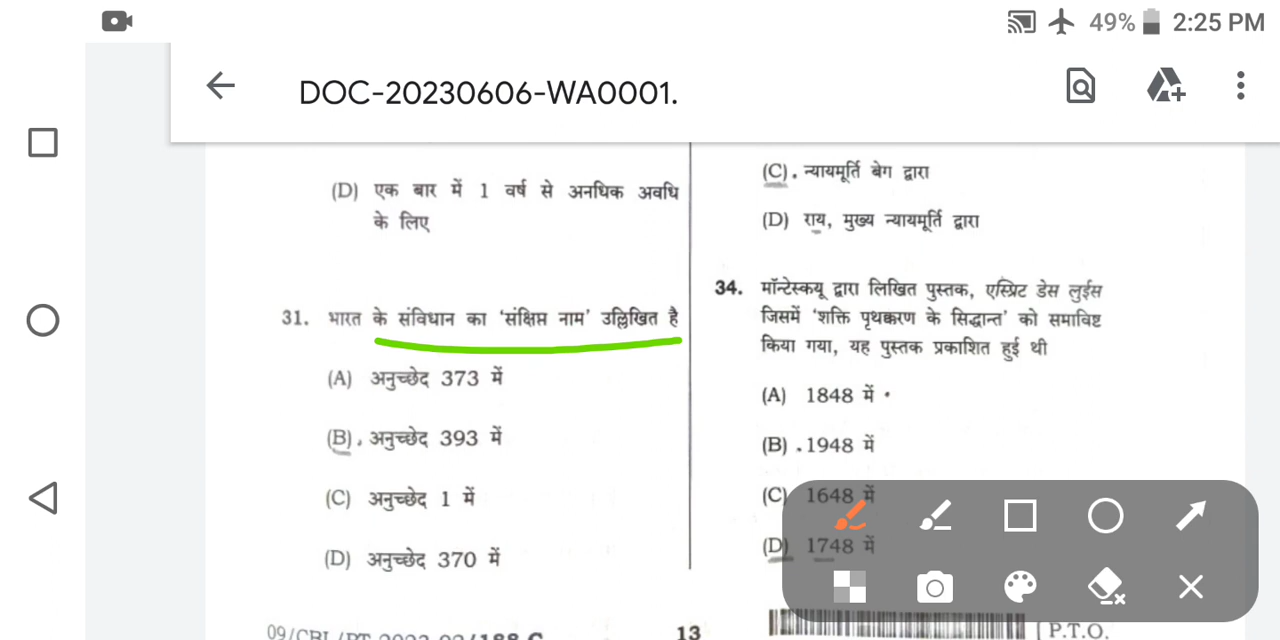 49% 2:25 PM
DOC-20230606-WA0001.
(D) एक बार में 1 वर्ष से अनधिक अवधि
के लिए
31. भारत के संविधान का 'संक्षिप्त नाम' उल्लिखित है
(A) अनुच्छेद 373 में
(B) . अनुच्छेद 393 में
(C) अनुच्छेद 1 में
(D) अनुच्छेद 370 में
(C) . न्यायमूर्ति बेग द्वारा
(D) राय, मुख्य न्यायमूर्ति द्वारा
34. मॉन्टेस्क्यू द्वारा लिखित पुस्तक, एस्प्रिट डेस लुईस
जिसमें 'शक्ति पृथक्करण के सिद्धान्त' को समाविष्ट
किया गया, यह पुस्तक प्रकाशित हुई थी
(A) 1848 में
(B) . 1948 में
(C) 1648 में
(D) 1748 में
13
P.T.O.